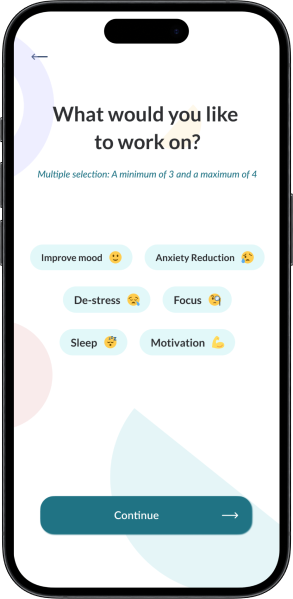 What would you like
to work on?
Multiple selection: A minimum of 3 and a maximum of 4
Improve mood 🙂 Anxiety Reduction 😰
De-stress 😪 Focus 🧐
Sleep 😴 Motivation 💪
Continue